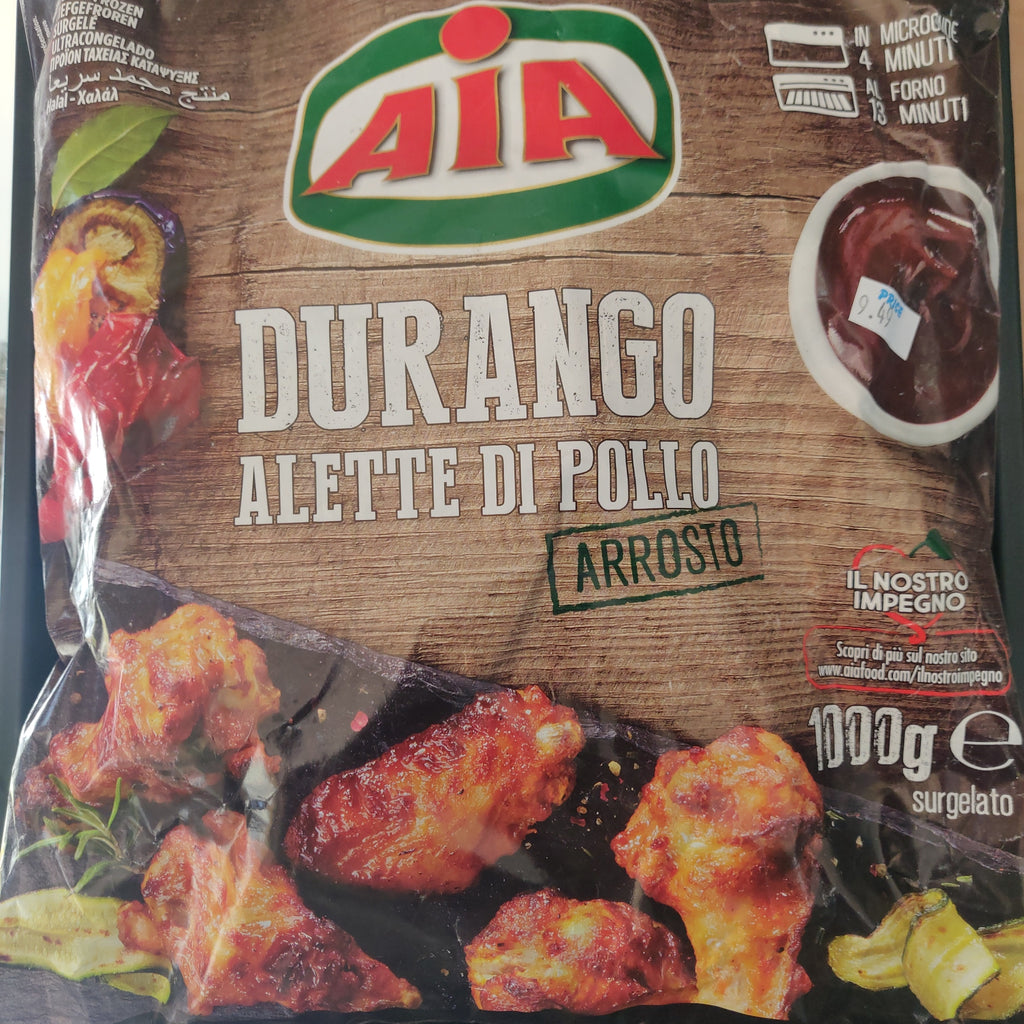 FROZEN
TIEFGEFROREN
SURGELÉ
ULTRACONGELADO
ΠΡΟΪΟΝ ΤΑΧΕΙΑΣ ΚΑΤΑΨΥΞΗΣ
منتج مجمد سريعا
Halal - Χαλάλ
AIA
IN MICROONDE
4 MINUTI
AL FORNO
13 MINUTI
PRICE
9.49
DURANGO
ALETTE DI POLLO
ARROSTO
IL NOSTRO
IMPEGNO
Scopri di più sul nostro sito
www.aiafood.com/ilnostroimpegno
1000g e
surgelato